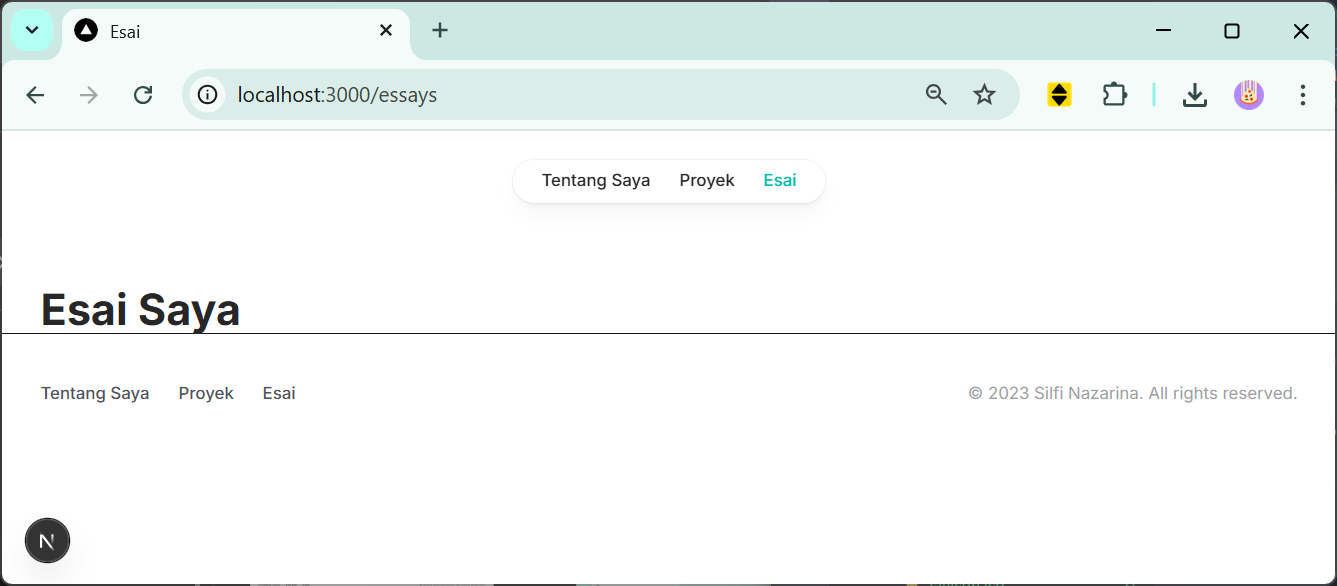 Esai
localhost:3000/essays
Tentang Saya Proyek Esai
Esai Saya
Tentang Saya Proyek Esai
© 2023 Silfi Nazarina. All rights reserved.
N